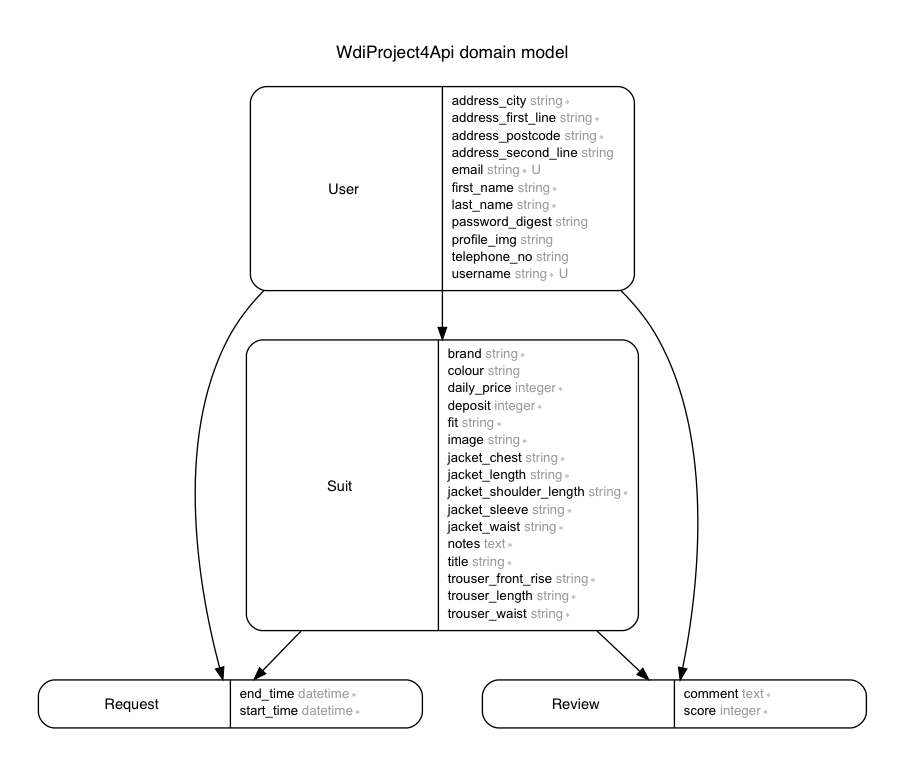 WdiProject4Api domain model
User
address_city string *
address_first_line string *
address_postcode string *
address_second_line string
email string * U
first_name string *
last_name string *
password_digest string
profile_img string
telephone_no string
username string * U
Suit
brand string *
colour string
daily_price integer *
deposit integer *
fit string *
image string *
jacket_chest string *
jacket_length string *
jacket_shoulder_length string *
jacket_sleeve string *
jacket_waist string *
notes text *
title string *
trouser_front_rise string *
trouser_length string *
trouser_waist string *
Request
end_time datetime *
start_time datetime *
Review
comment text *
score integer *